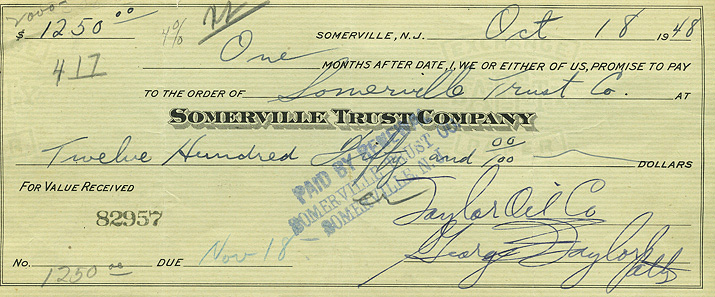 2000⁰⁰
$ 1250 ⁰⁰ 4% SOMERVILLE, N.J. Oct 18 1948
417 One MONTHS AFTER DATE, I, WE OR EITHER OF US, PROMISE TO PAY
TO THE ORDER OF Somerville Trust Co. AT
SOMERVILLE TRUST COMPANY
Twelve Hundred Fifty and 00/100 DOLLARS
PAID BY RENEWAL
SOMERVILLE TRUST CO.
SOMERVILLE, N.J.
FOR VALUE RECEIVED
82957
Taylor Oil Co
George Taylor
No. 1250 ⁰⁰ DUE Nov 18-